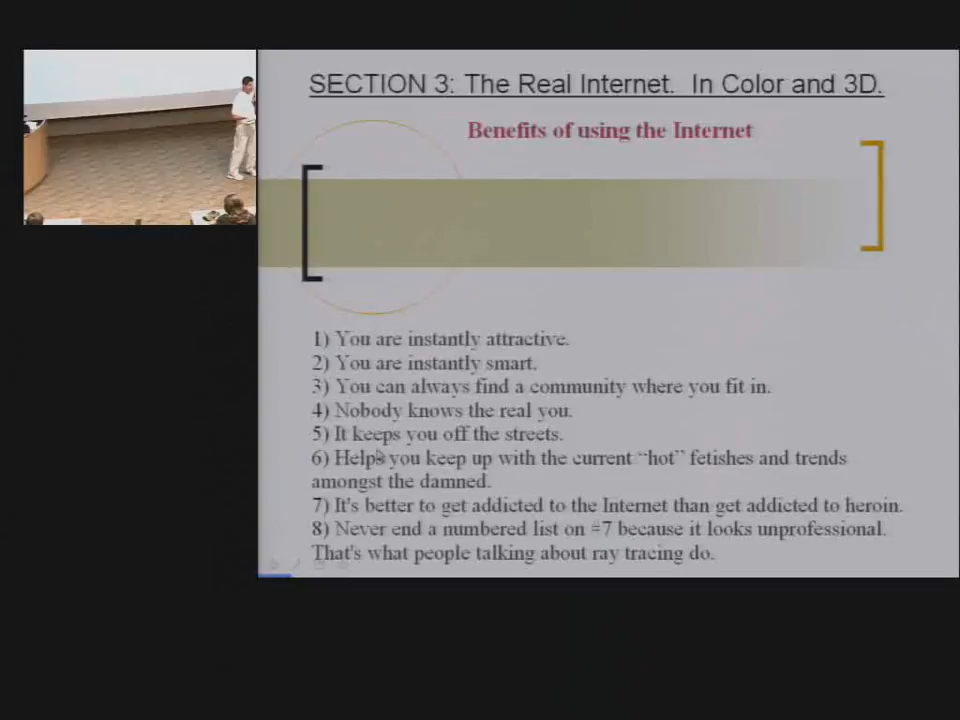 SECTION 3: The Real Internet. In Color and 3D.
Benefits of using the Internet
1) You are instantly attractive.
2) You are instantly smart.
3) You can always find a community where you fit in.
4) Nobody knows the real you.
5) It keeps you off the streets.
6) Helps you keep up with the current “hot” fetishes and trends
amongst the damned.
7) It's better to get addicted to the Internet than get addicted to heroin.
8) Never end a numbered list on #7 because it looks unprofessional.
That's what people talking about ray tracing do.